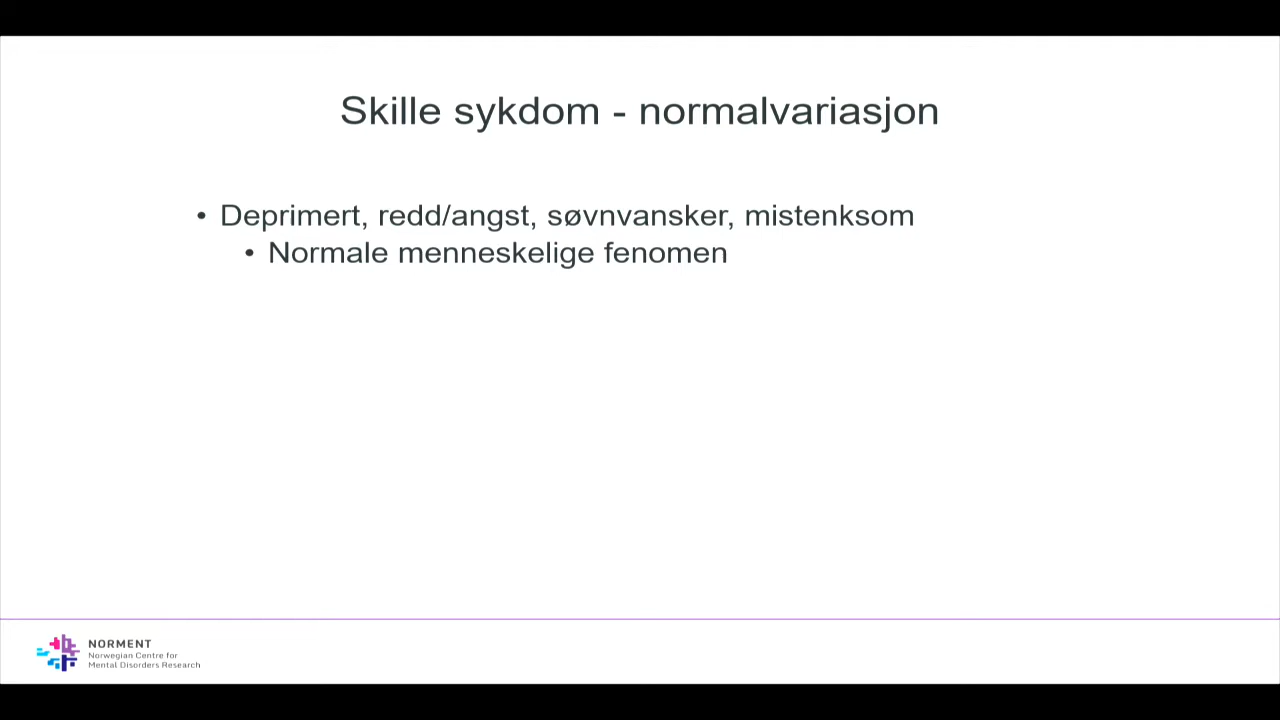 Skille sykdom - normalvariasjon
• Deprimert, redd/angst, søvnvansker, mistenksom
• Normale menneskelige fenomen
NORMENT
Norwegian Centre for
Mental Disorders Research